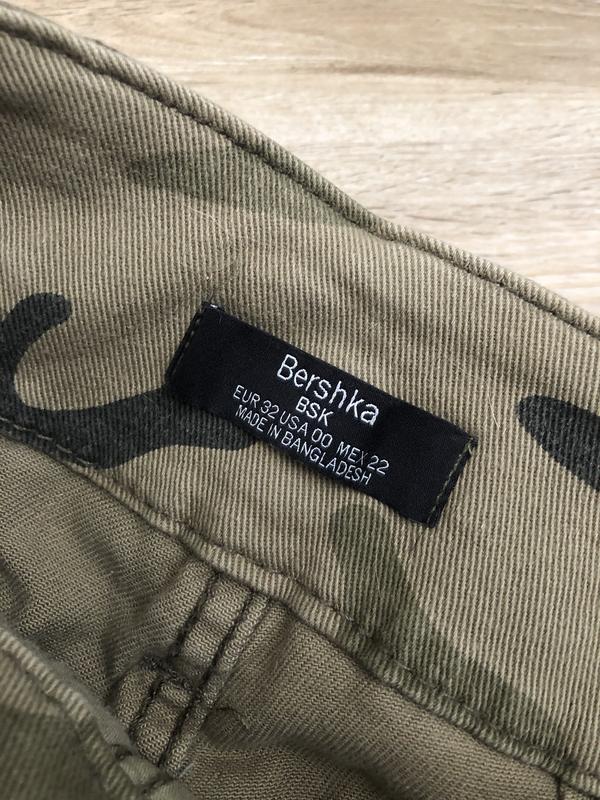 Bershka
BSK
EUR 32 USA 00 MEX 22
MADE IN BANGLADESH